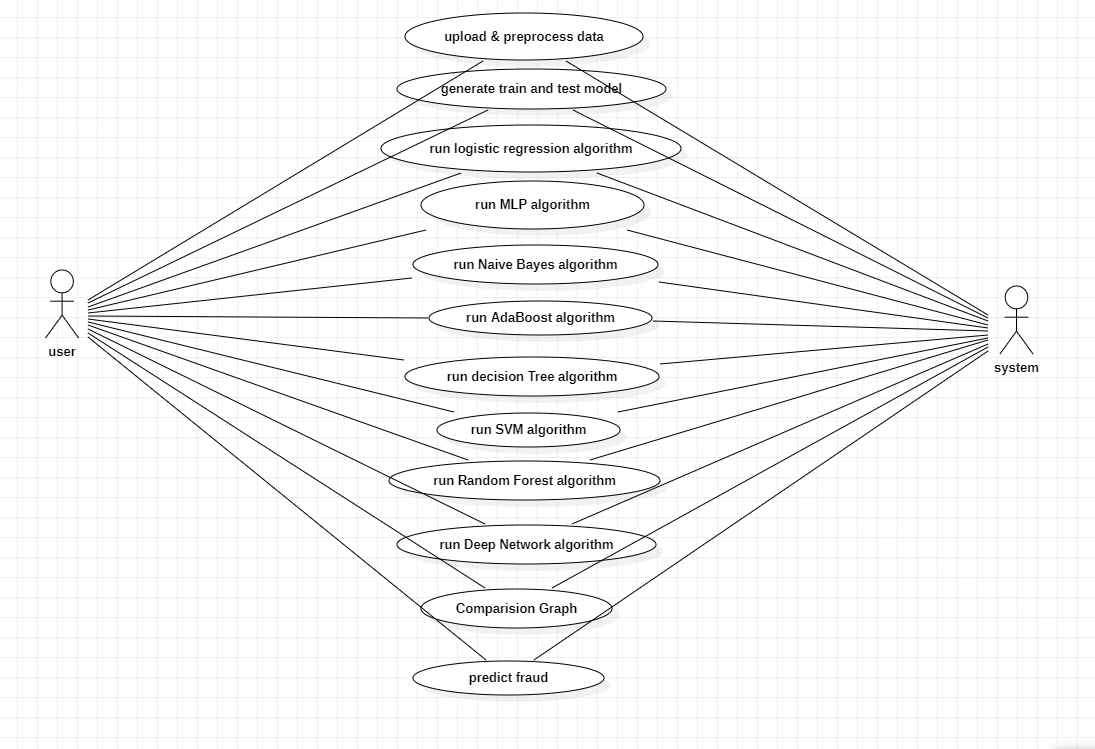 upload & preprocess data
generate train and test model
run logistic regression algorithm
run MLP algorithm
run Naive Bayes algorithm
run AdaBoost algorithm
user
system
run decision Tree algorithm
run SVM algorithm
run Random Forest algorithm
run Deep Network algorithm
Comparision Graph
predict fraud